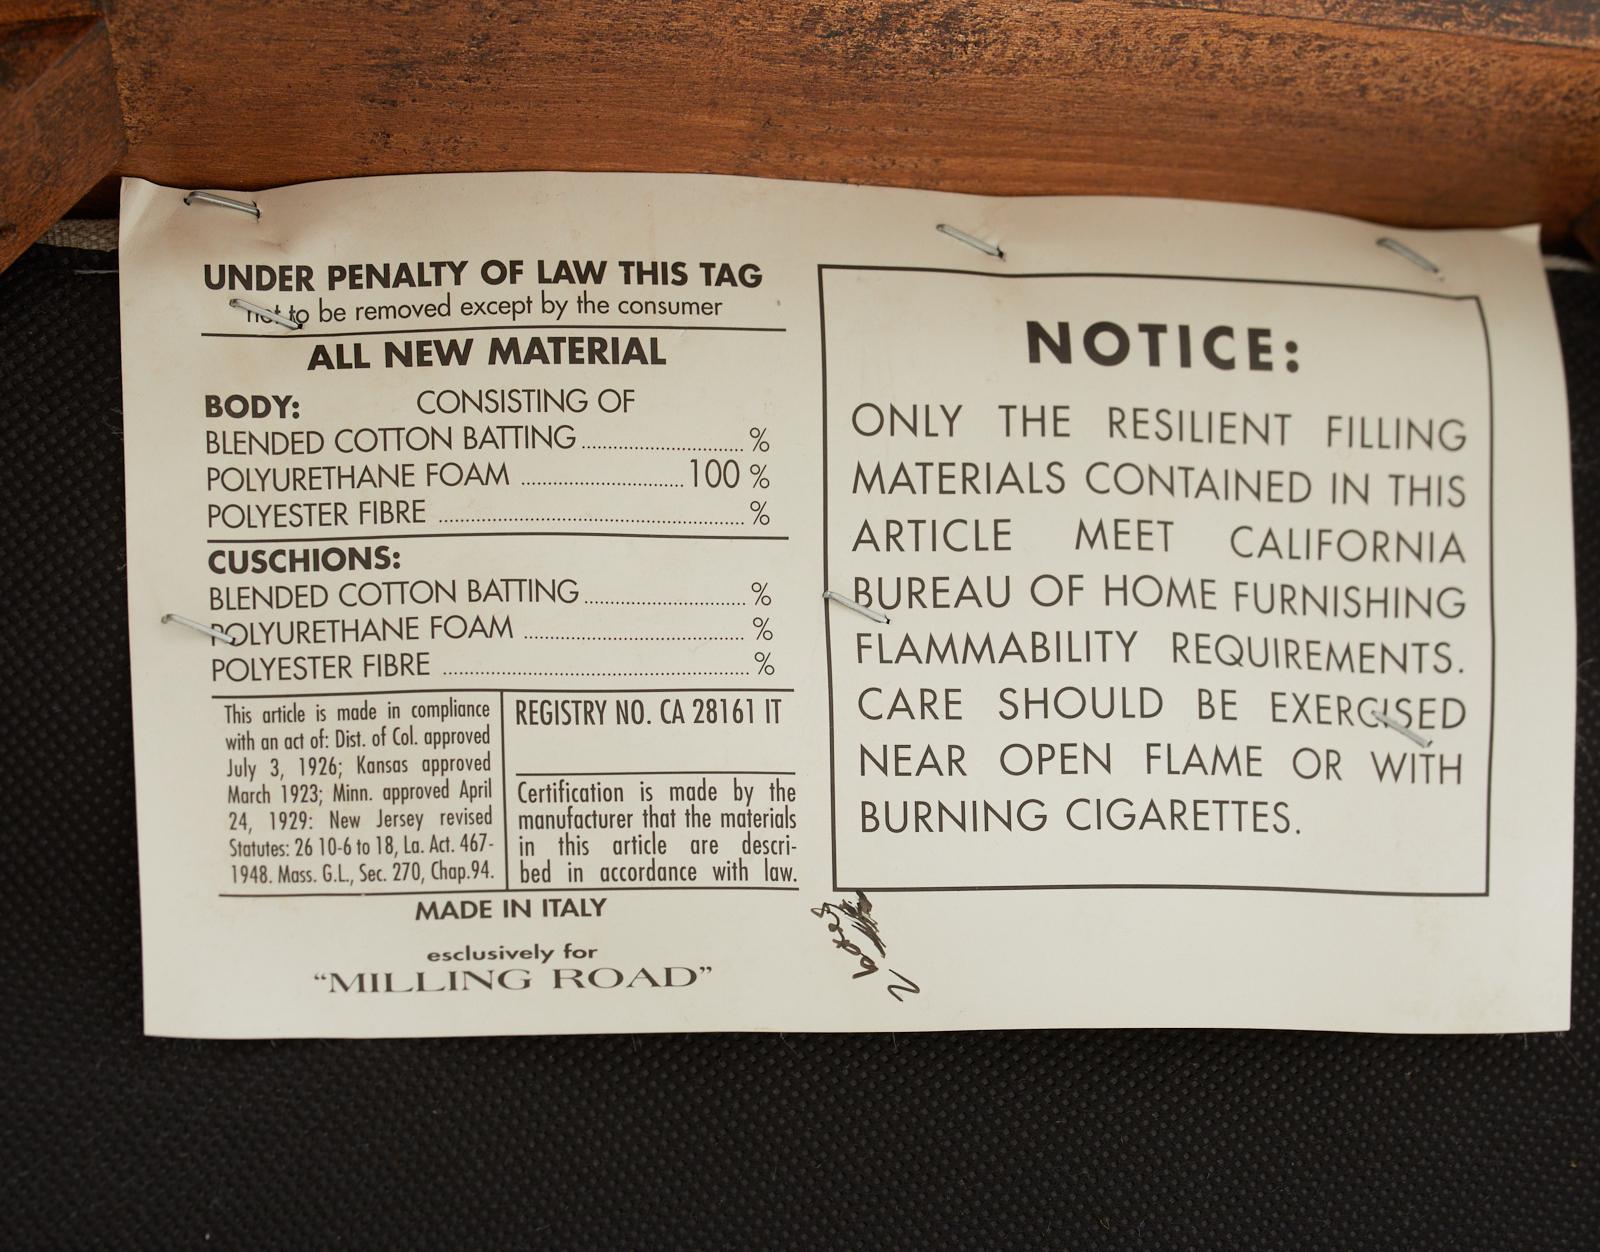 UNDER PENALTY OF LAW THIS TAG
not to be removed except by the consumer
ALL NEW MATERIAL
BODY: CONSISTING OF
BLENDED COTTON BATTING.............................. %
POLYURETHANE FOAM ..............................100 %
POLYESTER FIBRE .......................................................... %
CUSCHIONS:
BLENDED COTTON BATTING.............................. %
POLYURETHANE FOAM .......................................... %
POLYESTER FIBRE .......................................................... %
This article is made in compliance
with an act of: Dist. of Col. approved
July 3, 1926; Kansas approved
March 1923; Minn. approved April
24, 1929: New Jersey revised
Statutes: 26 10-6 to 18, La. Act. 467-
1948. Mass. G.L., Sec. 270, Chap.94.
REGISTRY NO. CA 28161 IT
Certification is made by the
manufacturer that the materials
in this article are descri-
bed in accordance with law.
MADE IN ITALY
esclusively for
“MILLING ROAD”
NOTICE:
ONLY THE RESILIENT FILLING
MATERIALS CONTAINED IN THIS
ARTICLE MEET CALIFORNIA
BUREAU OF HOME FURNISHING
FLAMMABILITY REQUIREMENTS.
CARE SHOULD BE EXERCISED
NEAR OPEN FLAME OR WITH
BURNING CIGARETTES.